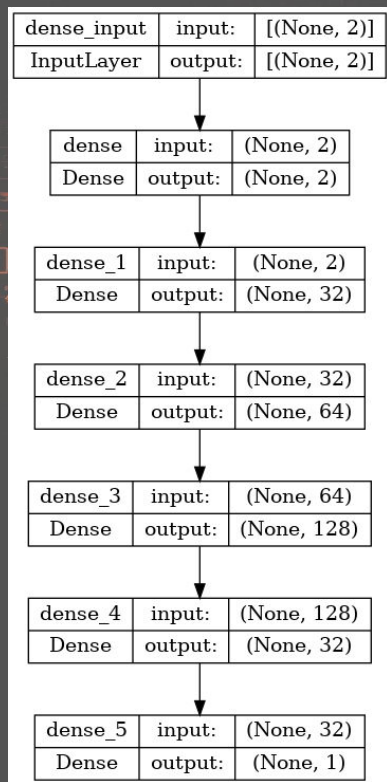 dense_input input: [(None, 2)]
InputLayer output: [(None, 2)]
dense input: (None, 2)
Dense output: (None, 2)
dense_1 input: (None, 2)
Dense output: (None, 32)
dense_2 input: (None, 32)
Dense output: (None, 64)
dense_3 input: (None, 64)
Dense output: (None, 128)
dense_4 input: (None, 128)
Dense output: (None, 32)
dense_5 input: (None, 32)
Dense output: (None, 1)